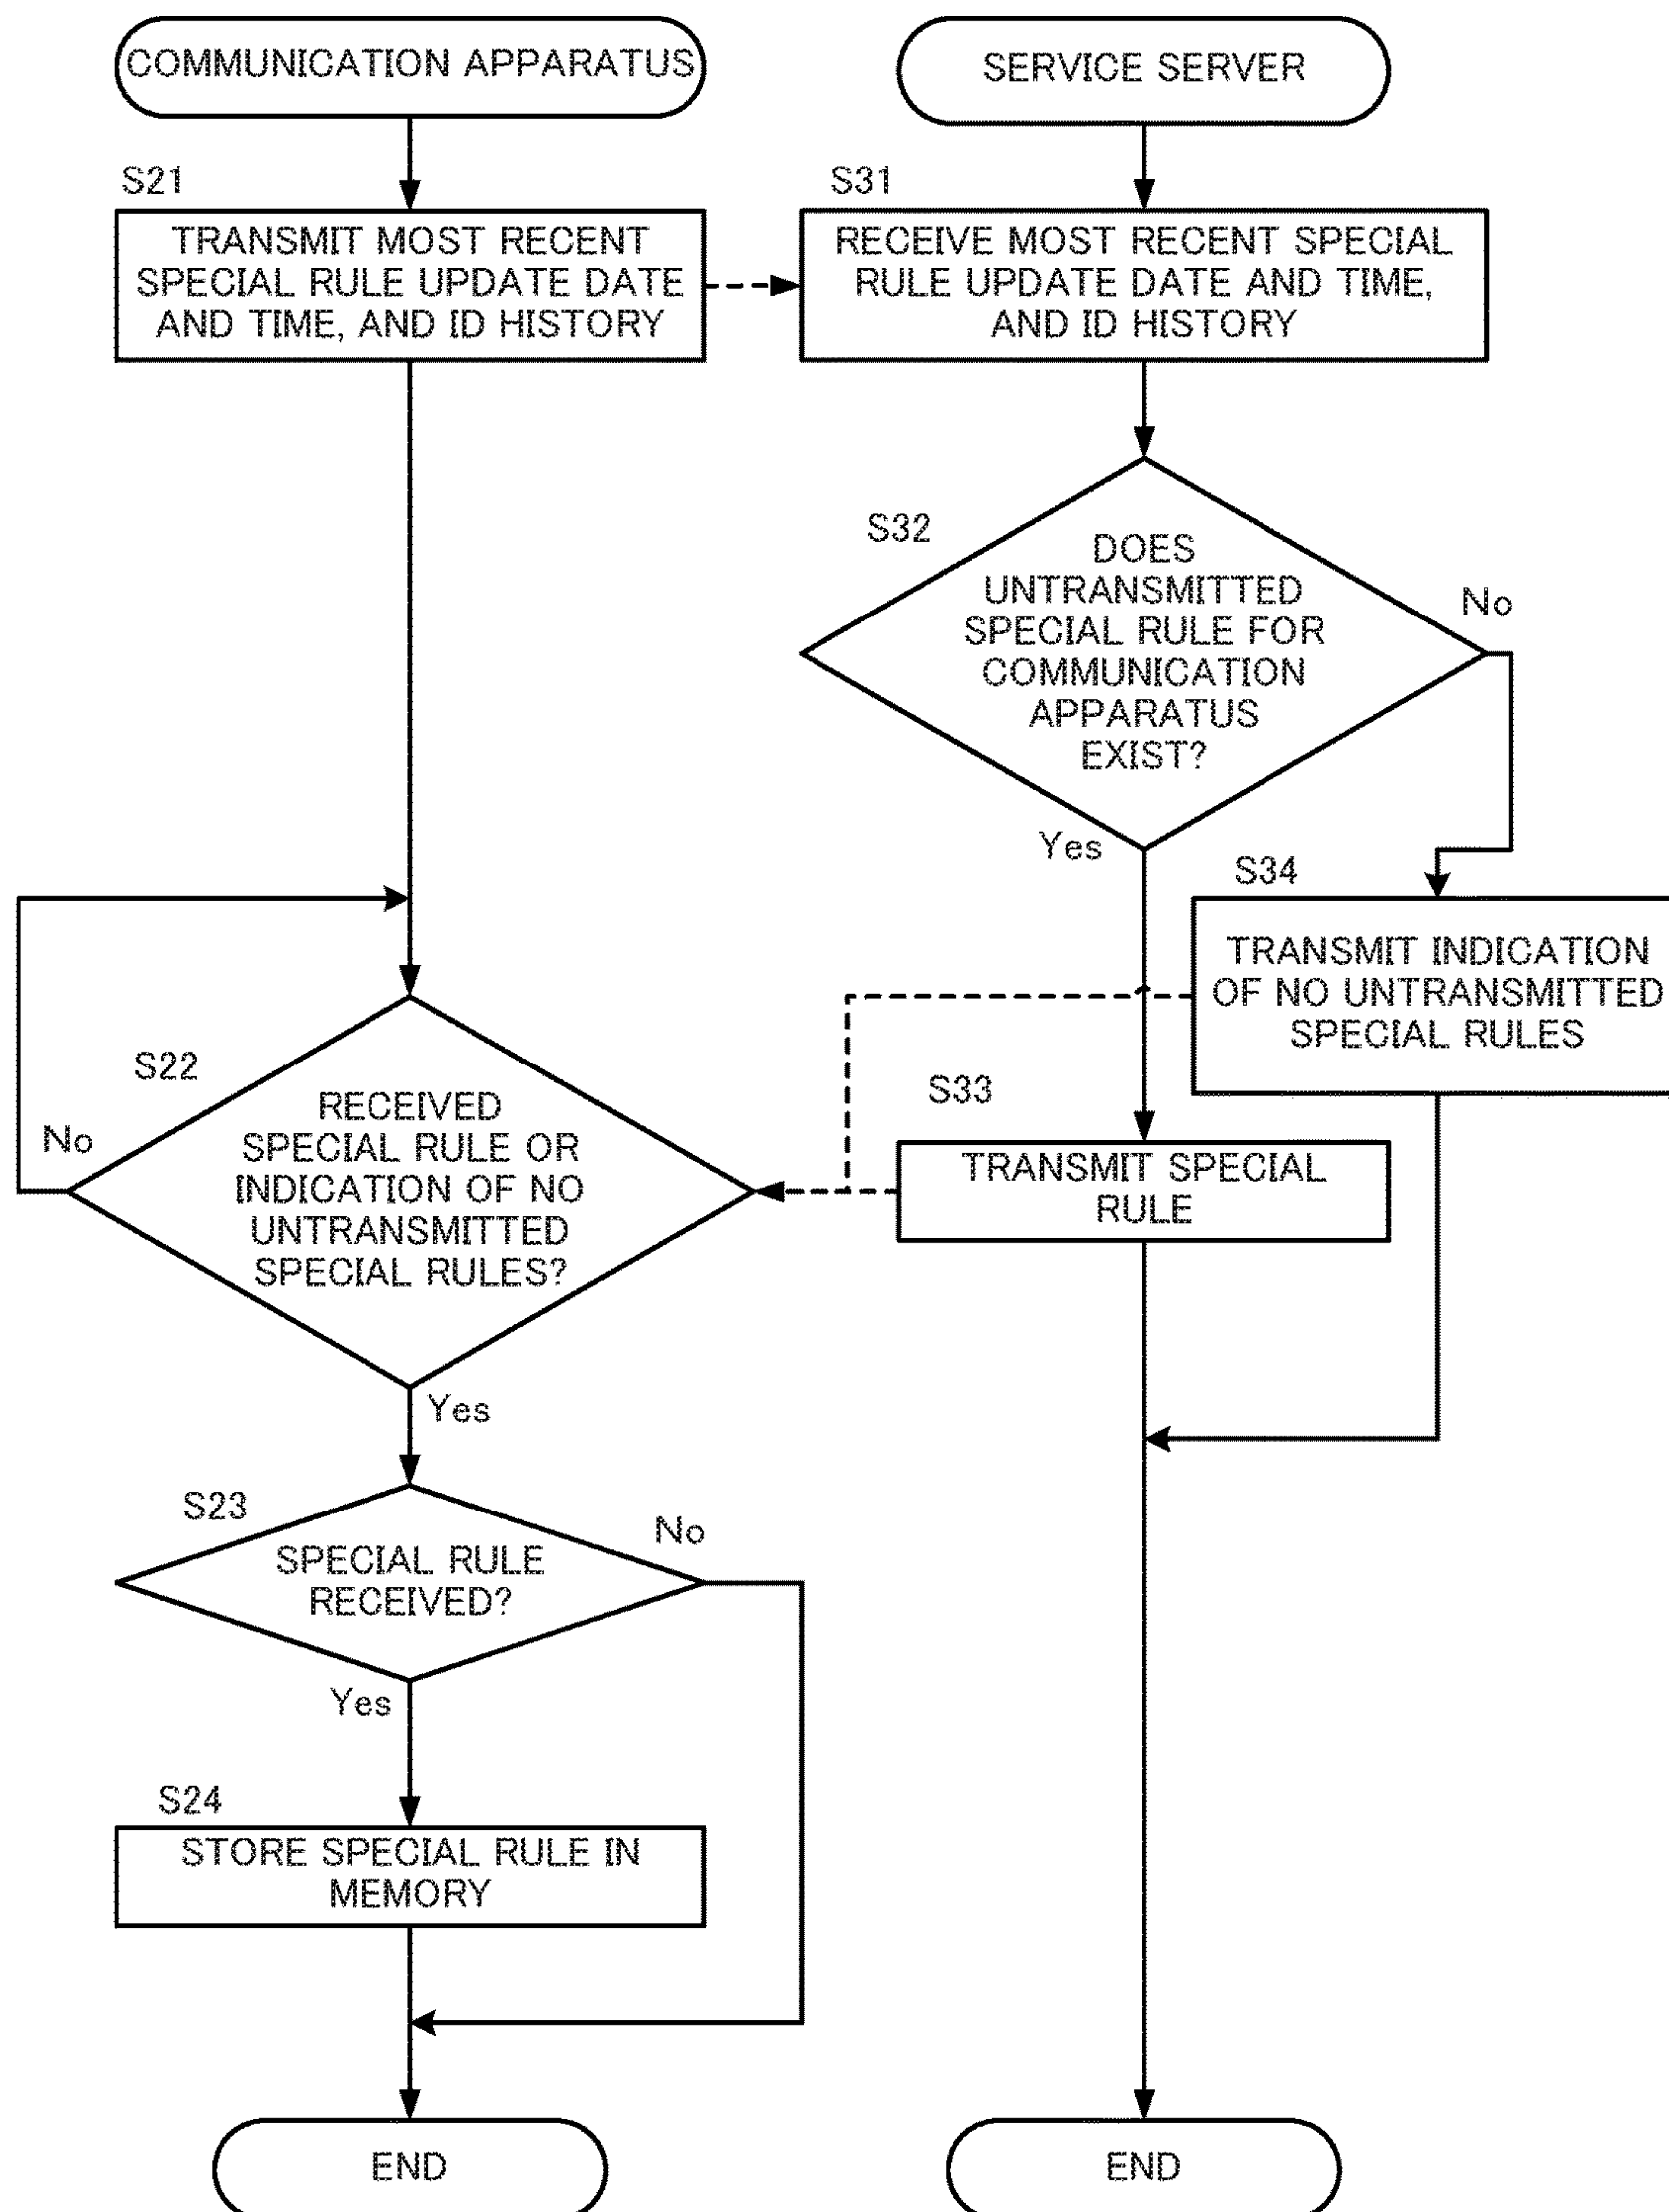 COMMUNICATION APPARATUS
SERVICE SERVER
S21
TRANSMIT MOST RECENT
SPECIAL RULE UPDATE DATE
AND TIME, AND ID HISTORY
S31
RECEIVE MOST RECENT SPECIAL
RULE UPDATE DATE AND TIME,
AND ID HISTORY
S32
DOES
UNTRANSMITTED
SPECIAL RULE FOR
COMMUNICATION
APPARATUS
EXIST?
No
Yes
S34
TRANSMIT INDICATION
OF NO UNTRANSMITTED
SPECIAL RULES
S33
TRANSMIT SPECIAL
RULE
S22
No
RECEIVED
SPECIAL RULE OR
INDICATION OF NO
UNTRANSMITTED
SPECIAL RULES?
Yes
S23
No
SPECIAL RULE
RECEIVED?
Yes
S24
STORE SPECIAL RULE IN
MEMORY
END
END